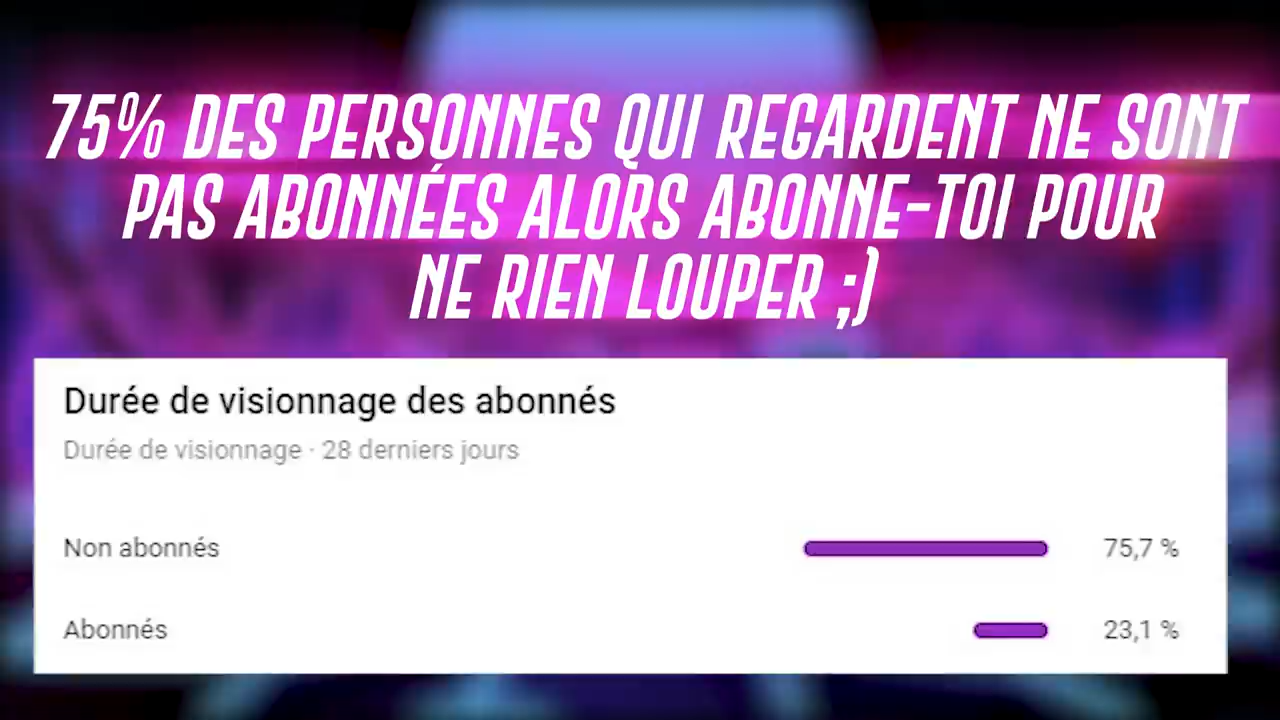 75% DES PERSONNES QUI REGARDENT NE SONT
PAS ABONNÉES ALORS ABONNE-TOI POUR
NE RIEN LOUPER ;)
Durée de visionnage des abonnés
Durée de visionnage · 28 derniers jours
Non abonnés 75,7 %
Abonnés 23,1 %